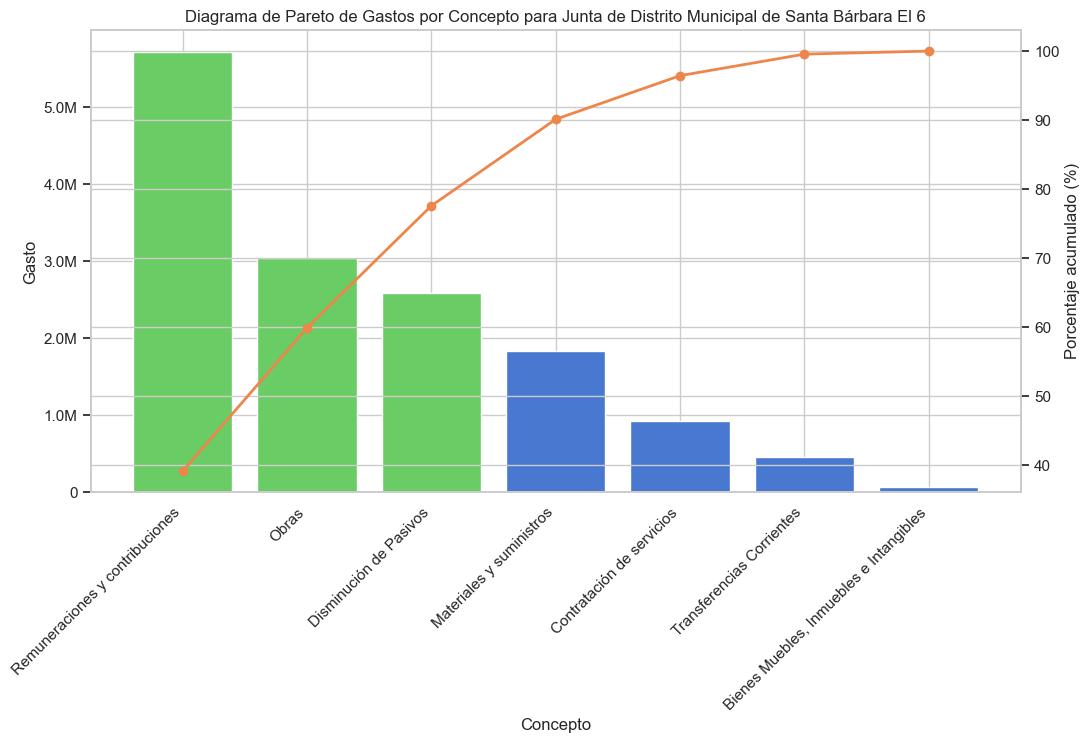 Diagrama de Pareto de Gastos por Concepto para Junta de Distrito Municipal de Santa Bárbara El 6
Gasto
5.0M
4.0M
3.0M
2.0M
1.0M
0
100
90
80
70
60
50
40
Porcentaje acumulado (%)
Remuneraciones y contribuciones
Obras
Disminución de Pasivos
Materiales y suministros
Contratación de servicios
Transferencias Corrientes
Bienes Muebles, Inmuebles e Intangibles
Concepto